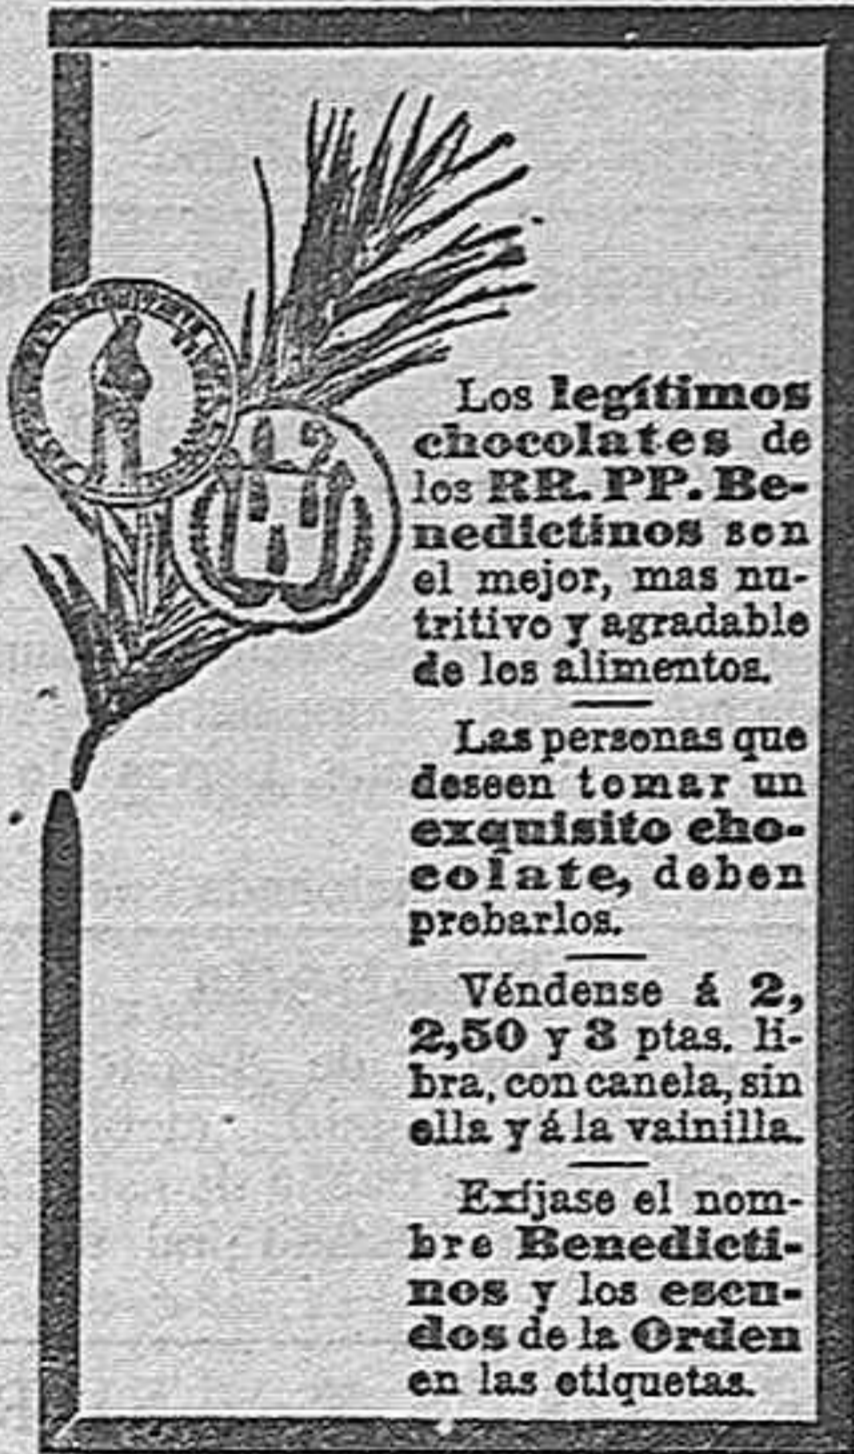 Los legítimos
chocolates de
los RR. PP. Be-
nedictinos son
el mejor, mas nu-
tritivo y agradable
de los alimentos.
Las personas que
deseen tomar un
exquisito cho-
colate, deben
probarlos.
Véndense á 2,
2,50 y 3 ptas. li-
bra, con canela, sin
ella y á la vainilla.
Exíjase el nom-
bre Benedicti-
nos y los escu-
dos de la Orden
en las etiquetas.